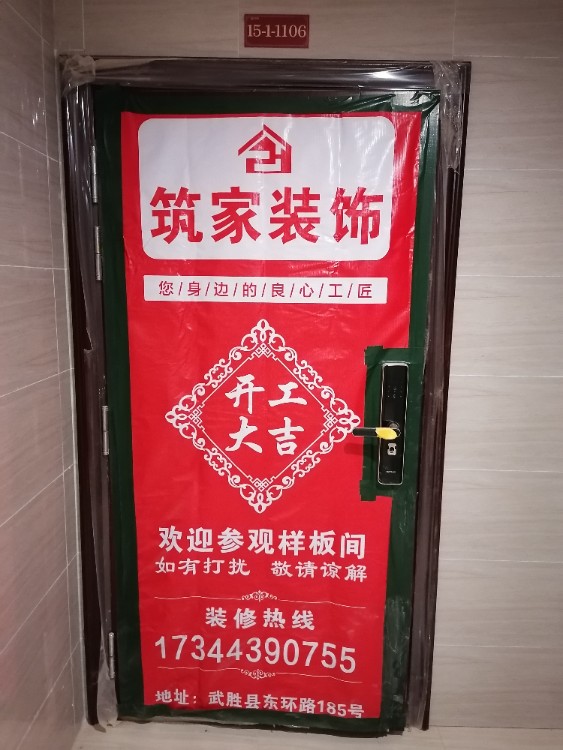 15-1-1106
筑家装饰
您/身/边/的/良/心/工/匠
开工
大吉
欢迎参观样板间
如有打扰 敬请谅解
装修热线
17344390755
地址：武胜县东环路185号